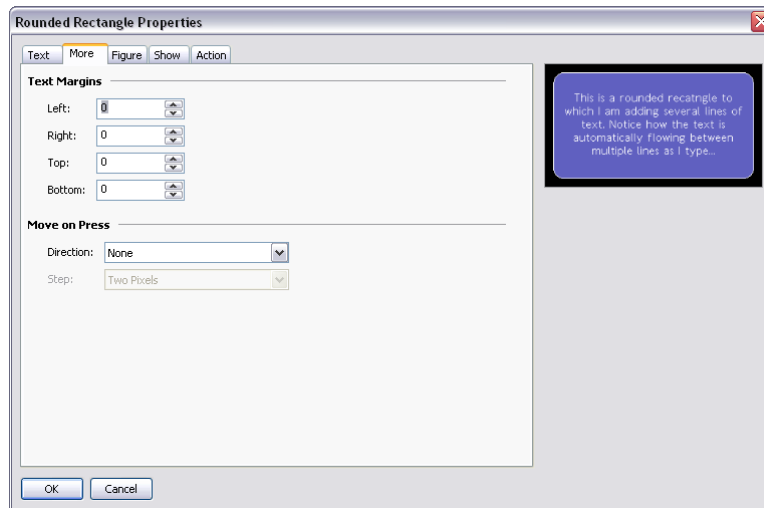 Rounded Rectangle Properties
Text More Figure Show Action
Text Margins
Left: 0
Right: 0
Top: 0
Bottom: 0
Move on Press
Direction: None
Step: Two Pixels
OK Cancel
This is a rounded recatngle to
which I am adding several lines of
text. Notice how the text is
automatically flowing between
multiple lines as I type...